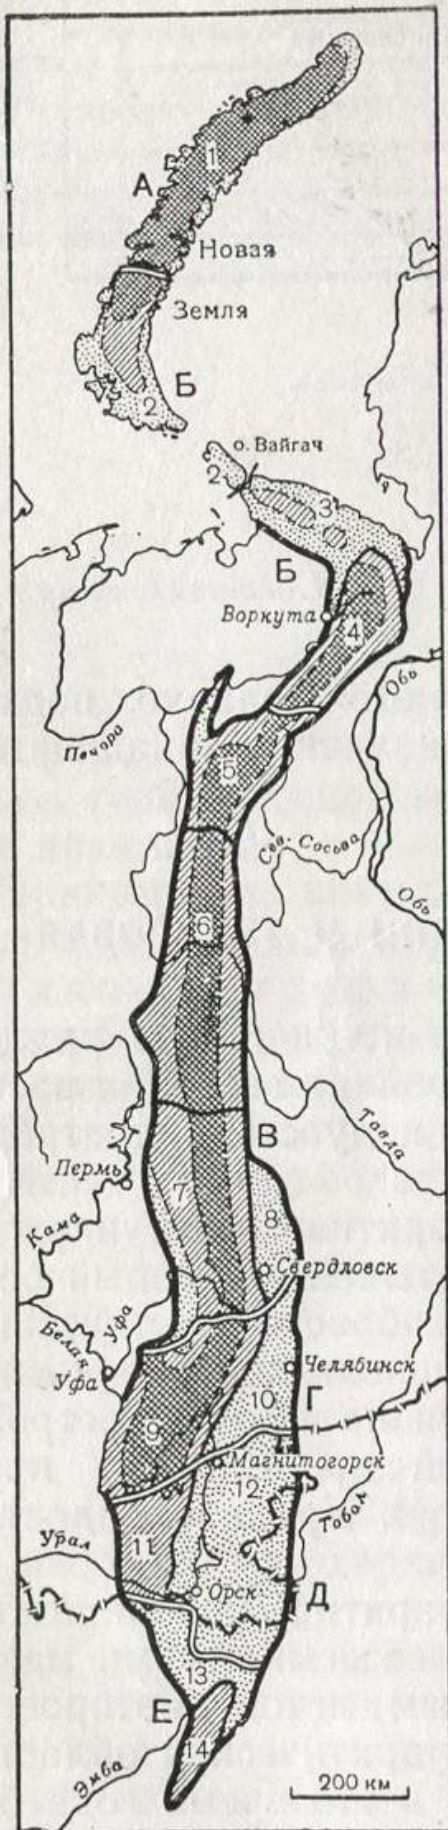 1
А
Новая
Земля
Б
2
о. Вайгач
2
3
Б
Воркута
4
Обь
Печора
5
Сев. Сосьва
Обь
6
В
Тавда
Пермь
7
8
Кама
Свердловск
Уфа
Белая
Уфа
Челябинск
10
Г
9
Магнитогорск
12
Тобол
Урал
11
Орск
Д
13
Е
14
Эмба
200 км